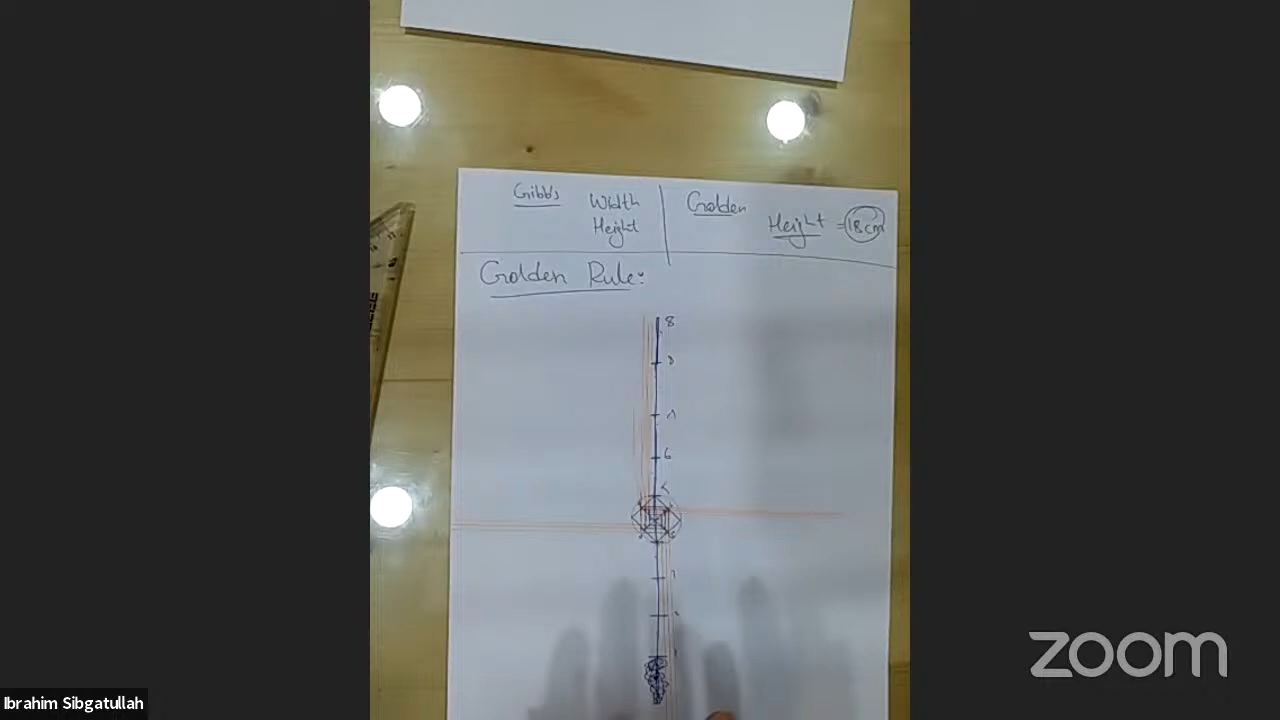 Gibbs Width
Height
Golden
Height = 18cm
Golden Rule:
8
6
zoom
Ibrahim Sibgatullah